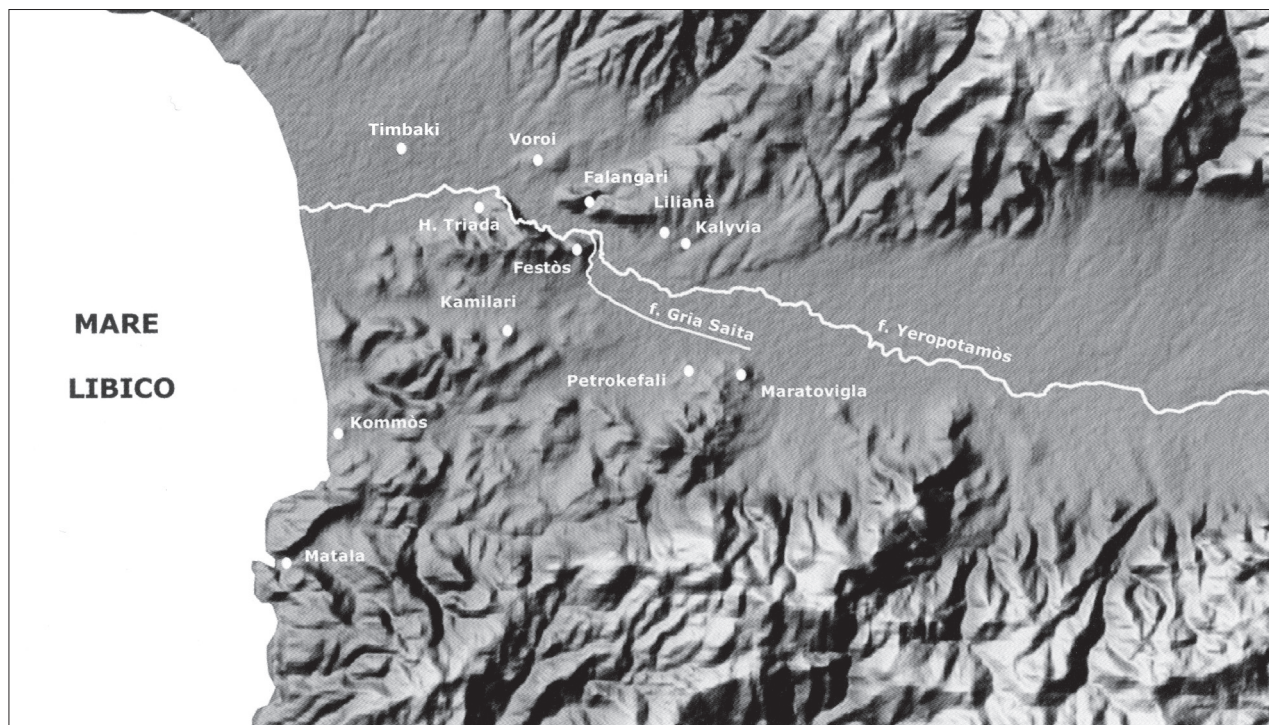 Timbaki
Voroi
Falangari
Lilianà
Kalyvia
H. Triada
Festòs
Kamilari
f. Gria Saita
f. Yeropotamòs
MARE
LIBICO
Petrokefali
Maratovigla
Kommòs
Matala